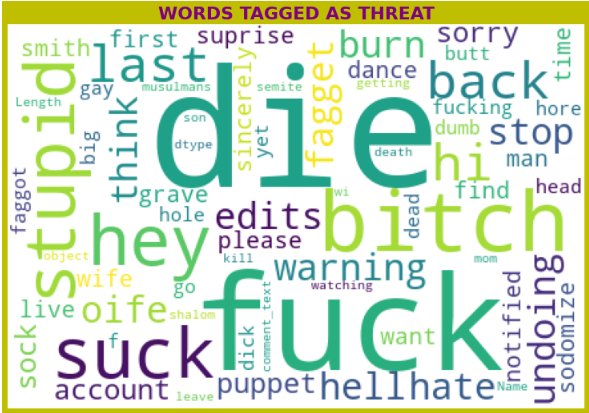 WORDS TAGGED AS THREAT
smith
first
suprise
sorry
time
stupid
last
die
fagget
burn
butt
back
dance
getting
fucking
hore
Length
gay
musulmans
semite
sincerely
yet
son
dtype
death
think
big
dumb
stop
hi
man
faggot
grave
hole
edits
please
bitch
wi
dead
find
head
hey
object
wife
go
kill
warning
watching
mom
undoing
notified
sodomize
live
oife
shalom
fuck
comment_text
dick
want
sock
f
suck
account
leave
puppet
hellhate
Name